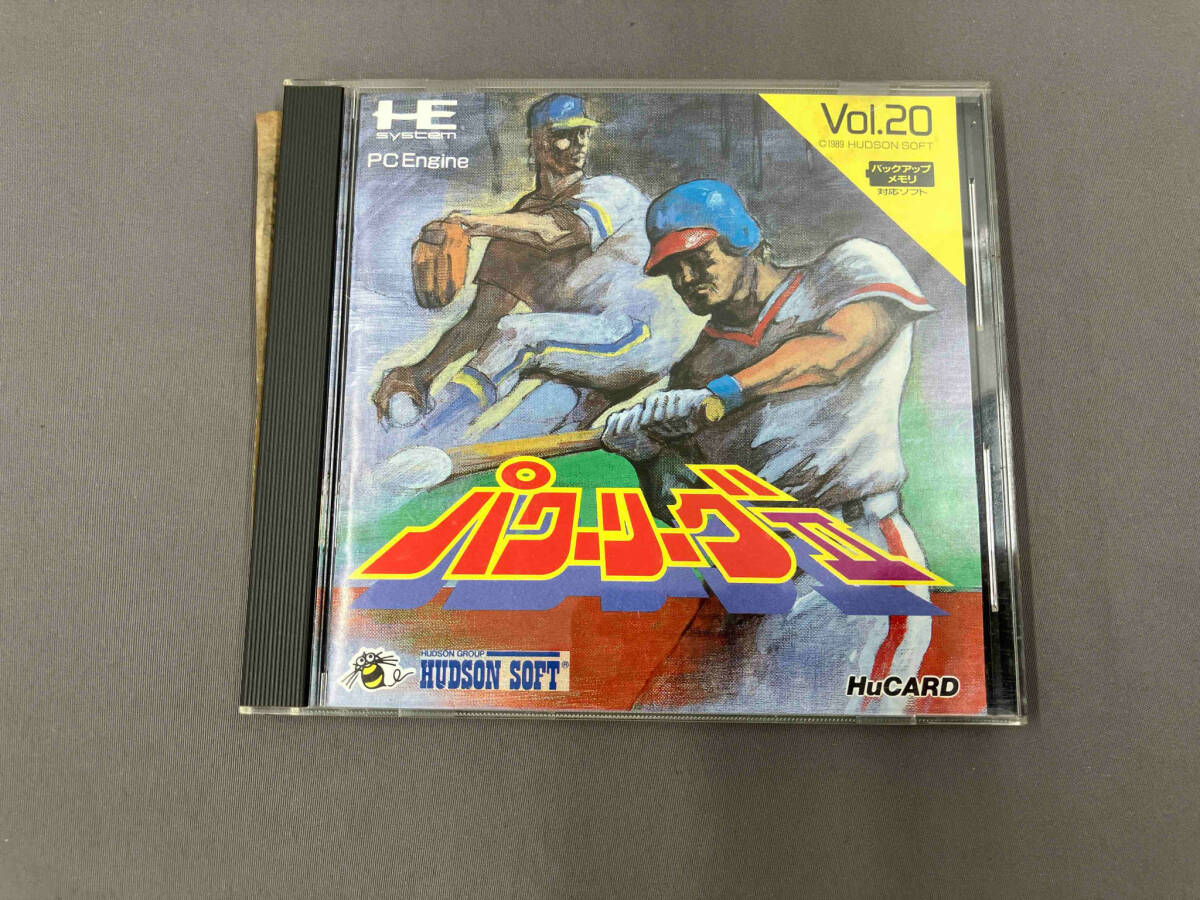 HE
system
PC Engine
Vol.20
©1989 HUDSON SOFT
バックアップ
メモリ
対応ソフト
パワーリーグII
HUDSON GROUP
HUDSON SOFT®
HuCARD